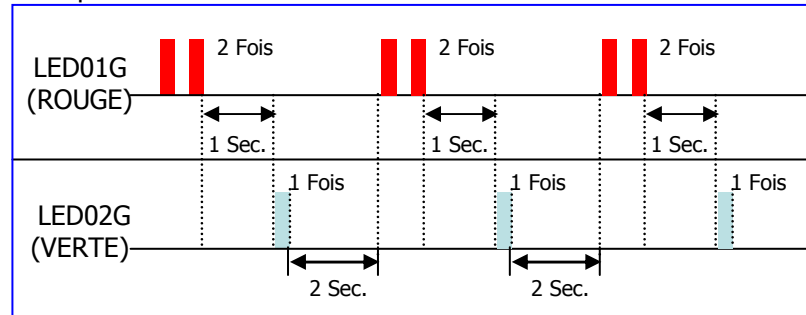 2 Fois
2 Fois
2 Fois
LED01G
(ROUGE)
1 Sec.
1 Sec.
1 Sec.
1 Fois
1 Fois
1 Fois
LED02G
(VERTE)
2 Sec.
2 Sec.